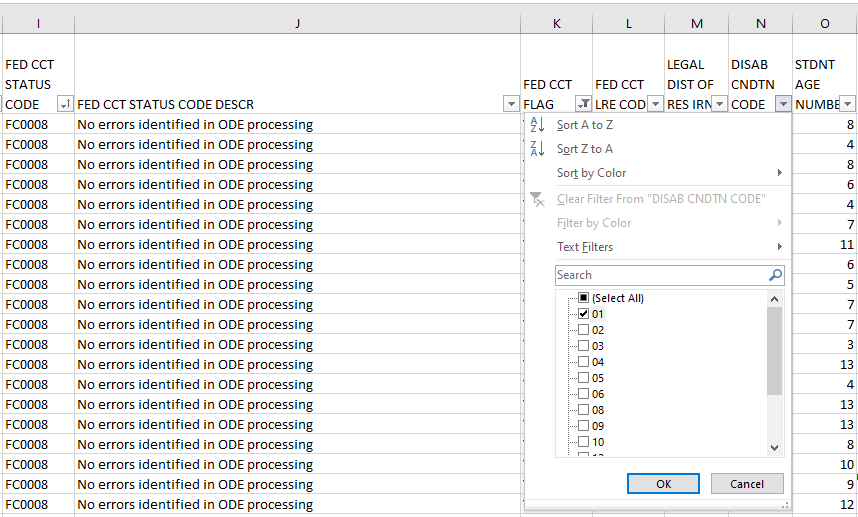 I J K L M N O
FED CCT STATUS CODE
FED CCT STATUS CODE DESCR
FED CCT FLAG
FED CCT LRE COD
LEGAL DIST OF RES IRN
DISAB CNDTN CODE
STDNT AGE NUMBE
FC0008 No errors identified in ODE processing 8
FC0008 No errors identified in ODE processing 4
FC0008 No errors identified in ODE processing 8
FC0008 No errors identified in ODE processing 6
FC0008 No errors identified in ODE processing 4
FC0008 No errors identified in ODE processing 7
FC0008 No errors identified in ODE processing 11
FC0008 No errors identified in ODE processing 6
FC0008 No errors identified in ODE processing 5
FC0008 No errors identified in ODE processing 7
FC0008 No errors identified in ODE processing 7
FC0008 No errors identified in ODE processing 3
FC0008 No errors identified in ODE processing 13
FC0008 No errors identified in ODE processing 4
FC0008 No errors identified in ODE processing 13
FC0008 No errors identified in ODE processing 13
FC0008 No errors identified in ODE processing 8
FC0008 No errors identified in ODE processing 10
FC0008 No errors identified in ODE processing 9
FC0008 No errors identified in ODE processing 12
Sort A to Z
Sort Z to A
Sort by Color
Clear Filter From "DISAB CNDTN CODE"
Filter by Color
Text Filters
Search
(Select All)
01
02
03
04
05
06
08
09
10
OK Cancel